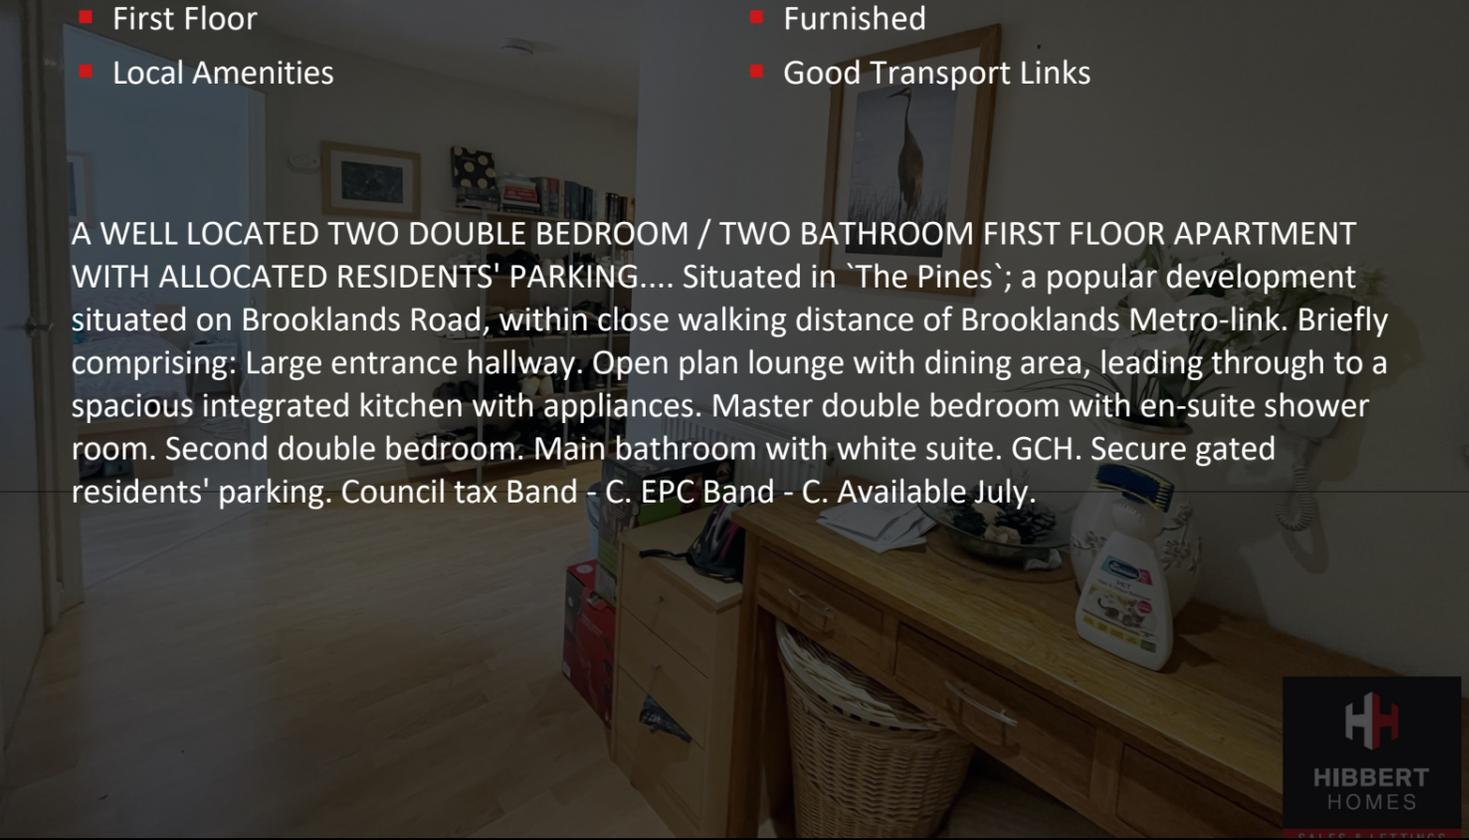 First Floor
Furnished
Local Amenities
Good Transport Links
A WELL LOCATED TWO DOUBLE BEDROOM / TWO BATHROOM FIRST FLOOR APARTMENT
WITH ALLOCATED RESIDENTS' PARKING.... Situated in `The Pines`; a popular development
situated on Brooklands Road, within close walking distance of Brooklands Metro-link. Briefly
comprising: Large entrance hallway. Open plan lounge with dining area, leading through to a
spacious integrated kitchen with appliances. Master double bedroom with en-suite shower
room. Second double bedroom. Main bathroom with white suite. GCH. Secure gated
residents' parking. Council tax Band - C. EPC Band - C. Available July.
PET
HIBBERT
HOMES
SALES & LETTINGS